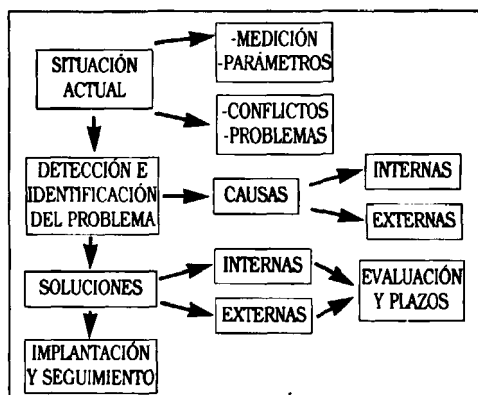 SITUACIÓN
ACTUAL
-MEDICIÓN
-PARÁMETROS
-CONFLICTOS
-PROBLEMAS
DETECCIÓN E
IDENTIFICACIÓN
DEL PROBLEMA
CAUSAS
INTERNAS
EXTERNAS
SOLUCIONES
INTERNAS
EXTERNAS
EVALUACIÓN
Y PLAZOS
IMPLANTACIÓN
Y SEGUIMIENTO